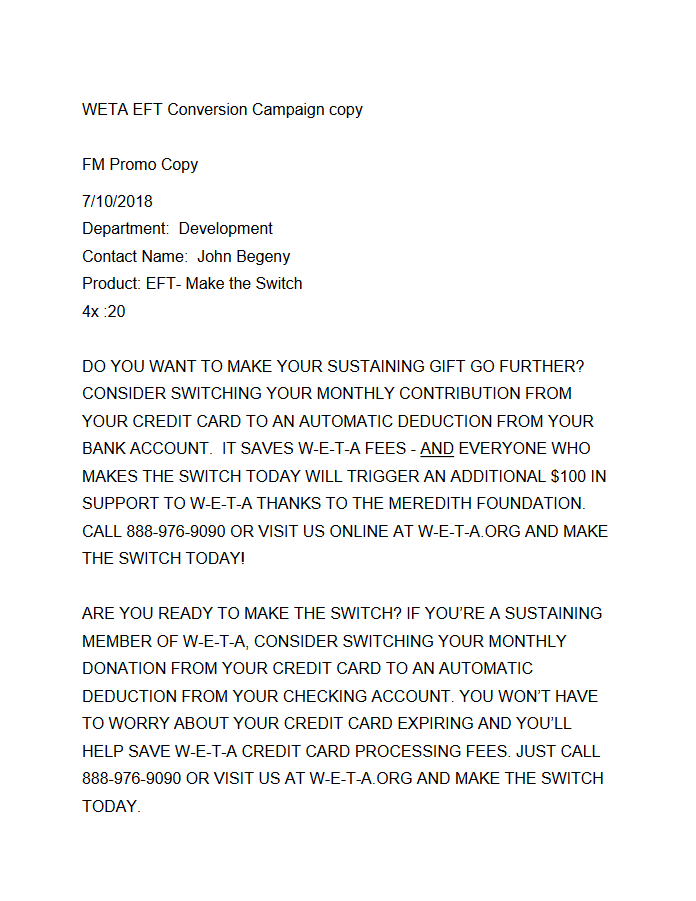 WETA EFT Conversion Campaign copy
FM Promo Copy
7/10/2018
Department:  Development
Contact Name:  John Begeny
Product: EFT- Make the Switch
4x :20
DO YOU WANT TO MAKE YOUR SUSTAINING GIFT GO FURTHER?
CONSIDER SWITCHING YOUR MONTHLY CONTRIBUTION FROM
YOUR CREDIT CARD TO AN AUTOMATIC DEDUCTION FROM YOUR
BANK ACCOUNT.  IT SAVES W-E-T-A FEES - AND EVERYONE WHO
MAKES THE SWITCH TODAY WILL TRIGGER AN ADDITIONAL $100 IN
SUPPORT TO W-E-T-A THANKS TO THE MEREDITH FOUNDATION.
CALL 888-976-9090 OR VISIT US ONLINE AT W-E-T-A.ORG AND MAKE
THE SWITCH TODAY!
ARE YOU READY TO MAKE THE SWITCH? IF YOU’RE A SUSTAINING
MEMBER OF W-E-T-A, CONSIDER SWITCHING YOUR MONTHLY
DONATION FROM YOUR CREDIT CARD TO AN AUTOMATIC
DEDUCTION FROM YOUR CHECKING ACCOUNT. YOU WON’T HAVE
TO WORRY ABOUT YOUR CREDIT CARD EXPIRING AND YOU’LL
HELP SAVE W-E-T-A CREDIT CARD PROCESSING FEES. JUST CALL
888-976-9090 OR VISIT US AT W-E-T-A.ORG AND MAKE THE SWITCH
TODAY.